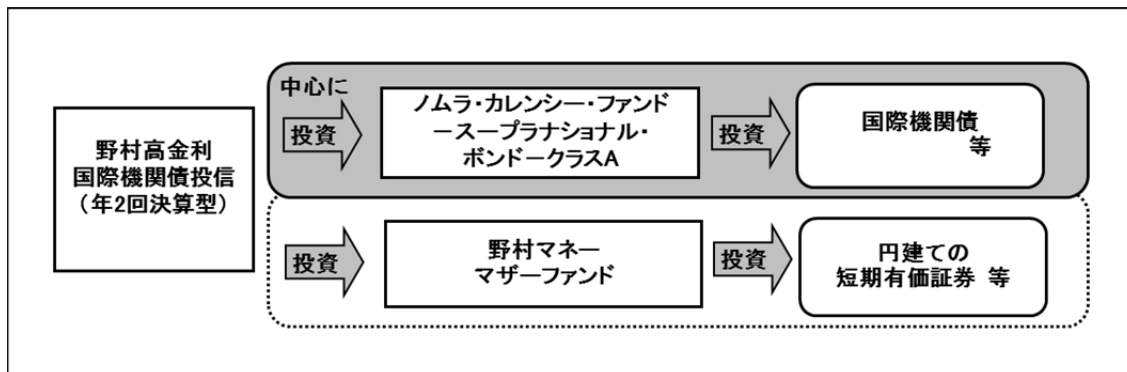 野村高金利
国際機関債投信
(年2回決算型)
中心に
投資
ノムラ・カレンシー・ファンド
－スープラナショナル・
ボンド－クラスA
投資
国際機関債
等
投資
野村マネー
マザーファンド
投資
円建ての
短期有価証券 等